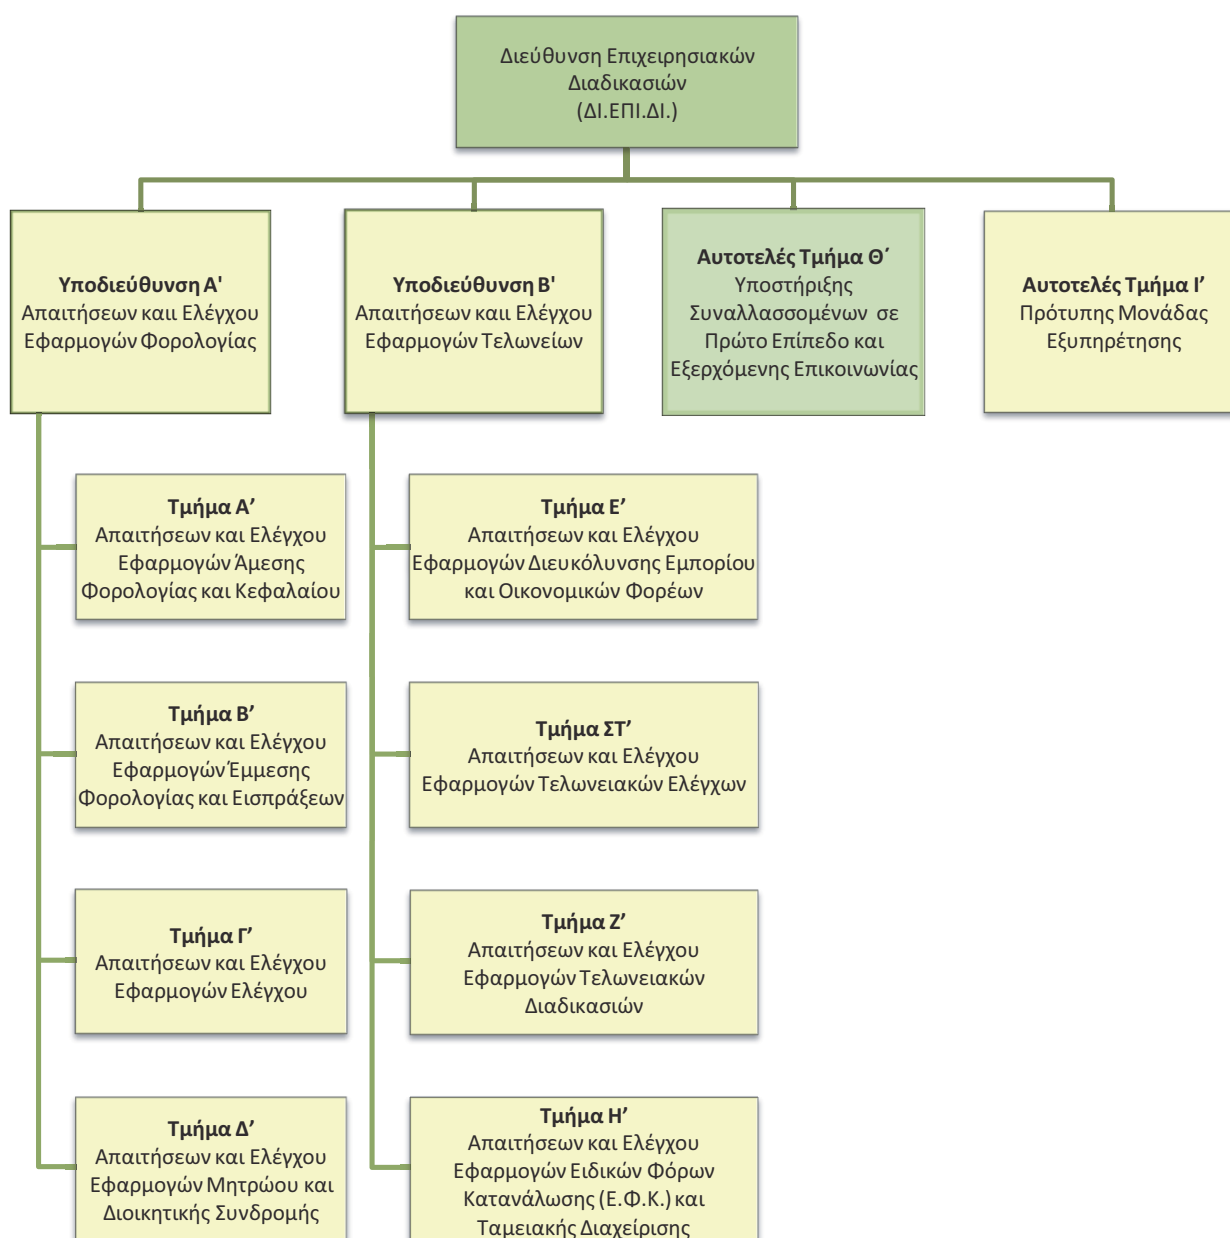 Διεύθυνση Επιχειρησιακών
Διαδικασιών
(ΔΙ.ΕΠΙ.ΔΙ.)
Υποδιεύθυνση Α'
Απαιτήσεων καιι Ελέγχου
Εφαρμογών Φορολογίας
Υποδιεύθυνση Β'
Απαιτήσεων καιι Ελέγχου
Εφαρμογών Τελωνείων
Αυτοτελές Τμήμα Θ΄
Υποστήριξης
Συναλλασσομένων σε
Πρώτο Επίπεδο και
Εξερχόμενης Επικοινωνίας
Αυτοτελές Τμήμα Ι’
Πρότυπης Μονάδας
Εξυπηρέτησης
Τμήμα Α’
Απαιτήσεων και Ελέγχου
Εφαρμογών Άμεσης
Φορολογίας και Κεφαλαίου
Τμήμα Β’
Απαιτήσεων και Ελέγχου
Εφαρμογών Έμμεσης
Φορολογίας και Εισπράξεων
Τμήμα Γ’
Απαιτήσεων και Ελέγχου
Εφαρμογών Ελέγχου
Τμήμα Δ’
Απαιτήσεων και Ελέγχου
Εφαρμογών Μητρώου και
Διοικητικής Συνδρομής
Τμήμα Ε’
Απαιτήσεων και Ελέγχου
Εφαρμογών Διευκόλυνσης Εμπορίου
και Οικονομικών Φορέων
Τμήμα ΣΤ’
Απαιτήσεων και Ελέγχου
Εφαρμογών Τελωνειακών Ελέγχων
Τμήμα Ζ’
Απαιτήσεων και Ελέγχου
Εφαρμογών Τελωνειακών
Διαδικασιών
Τμήμα Η’
Απαιτήσεων και Ελέγχου
Εφαρμογών Ειδικών Φόρων
Κατανάλωσης (Ε.Φ.Κ.) και
Ταμειακής Διαχείρισης